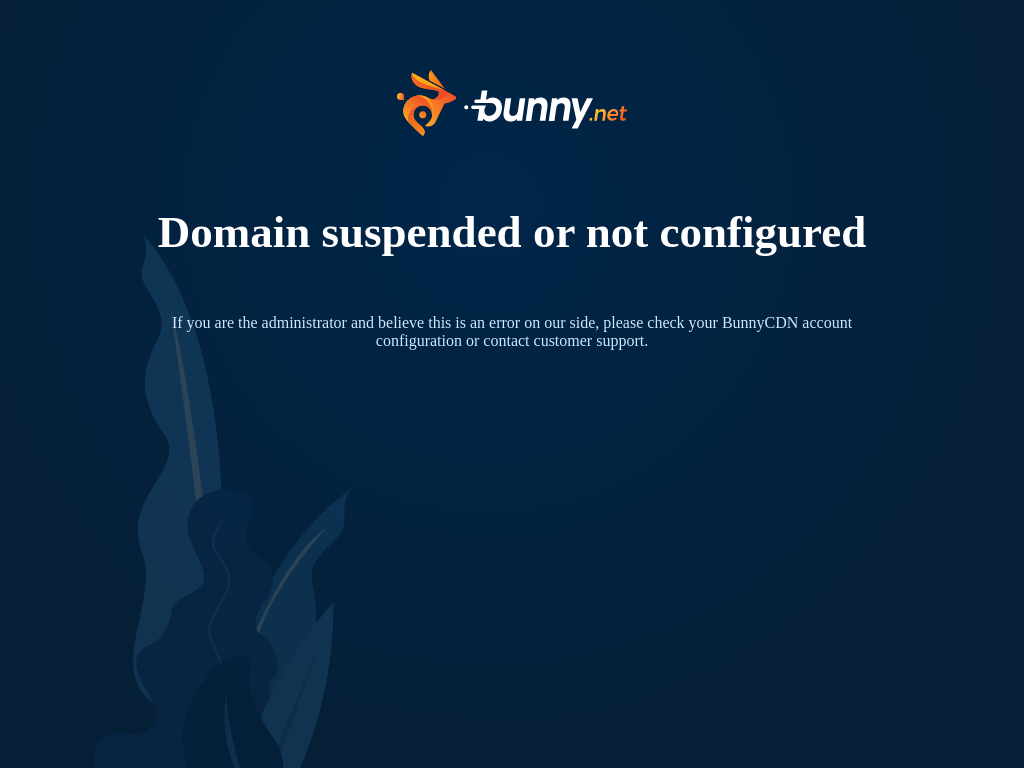 bunny.net
Domain suspended or not configured
If you are the administrator and believe this is an error on our side, please check your BunnyCDN account
configuration or contact customer support.